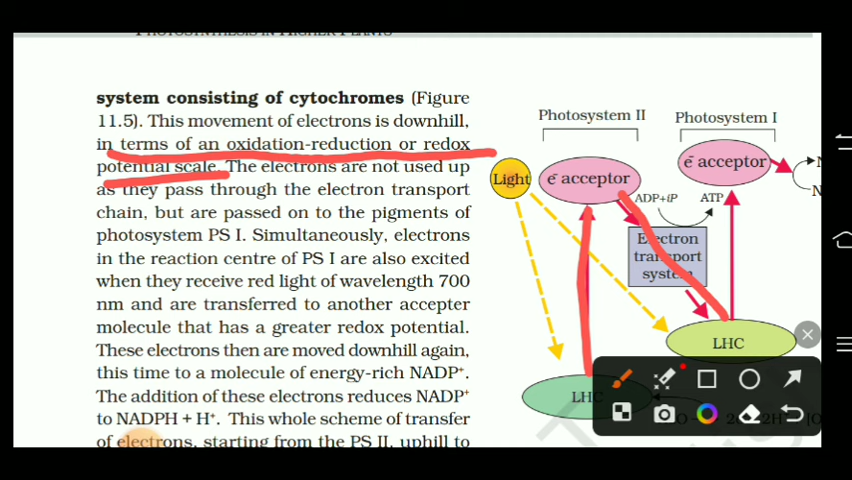 PHOTOSYNTHESIS IN HIGHER PLANTS
system consisting of cytochromes (Figure
11.5). This movement of electrons is downhill,
in terms of an oxidation-reduction or redox
potential scale. The electrons are not used up
as they pass through the electron transport
chain, but are passed on to the pigments of
photosystem PS I. Simultaneously, electrons
in the reaction centre of PS I are also excited
when they receive red light of wavelength 700
nm and are transferred to another accepter
molecule that has a greater redox potential.
These electrons then are moved downhill again,
this time to a molecule of energy-rich NADP⁺.
The addition of these electrons reduces NADP⁺
to NADPH + H⁺. This whole scheme of transfer
of electrons, starting from the PS II, uphill to
Photosystem II
Photosystem I
Light
e⁻ acceptor
e⁻ acceptor
ADP+iP
ATP
Electron
transport
system
LHC
LHC